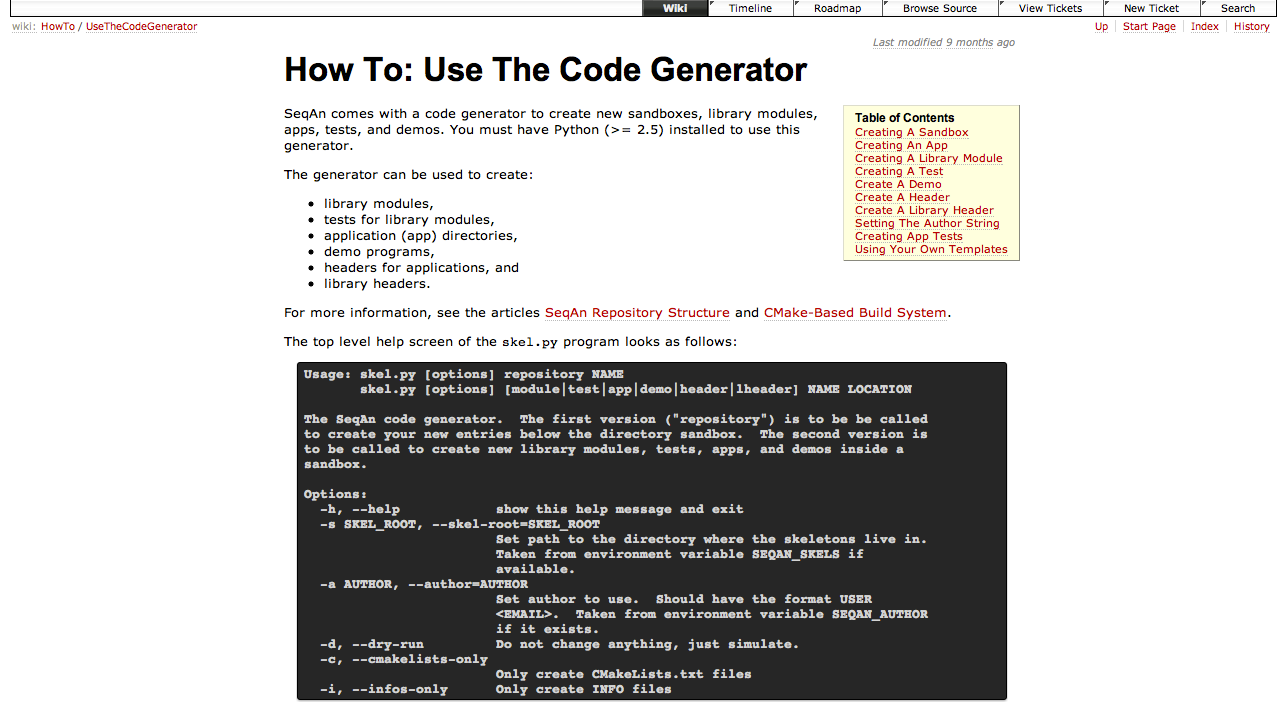 Wiki Timeline Roadmap Browse Source View Tickets New Ticket Search
wiki: HowTo / UseTheCodeGenerator Up Start Page Index History
Last modified 9 months ago
How To: Use The Code Generator
SeqAn comes with a code generator to create new sandboxes, library modules,
apps, tests, and demos. You must have Python (>= 2.5) installed to use this
generator.
Table of Contents
Creating A Sandbox
Creating An App
Creating A Library Module
Creating A Test
Create A Demo
Create A Header
Create A Library Header
Setting The Author String
Creating App Tests
Using Your Own Templates
The generator can be used to create:
• library modules,
• tests for library modules,
• application (app) directories,
• demo programs,
• headers for applications, and
• library headers.
For more information, see the articles SeqAn Repository Structure and CMake-Based Build System.
The top level help screen of the skel.py program looks as follows:
Usage: skel.py [options] repository NAME
       skel.py [options] [module|test|app|demo|header|lheader] NAME LOCATION
The SeqAn code generator.  The first version ("repository") is to be be called
to create your new entries below the directory sandbox.  The second version is
to be called to create new library modules, tests, apps, and demos inside a
sandbox.
Options:
  -h, --help            show this help message and exit
  -s SKEL_ROOT, --skel-root=SKEL_ROOT
                        Set path to the directory where the skeletons live in.
                        Taken from environment variable SEQAN_SKELS if
                        available.
  -a AUTHOR, --author=AUTHOR
                        Set author to use.  Should have the format USER
                        <EMAIL>.  Taken from environment variable SEQAN_AUTHOR
                        if it exists.
  -d, --dry-run         Do not change anything, just simulate.
  -c, --cmakelists-only
                        Only create CMakeLists.txt files
  -i, --infos-only      Only create INFO files